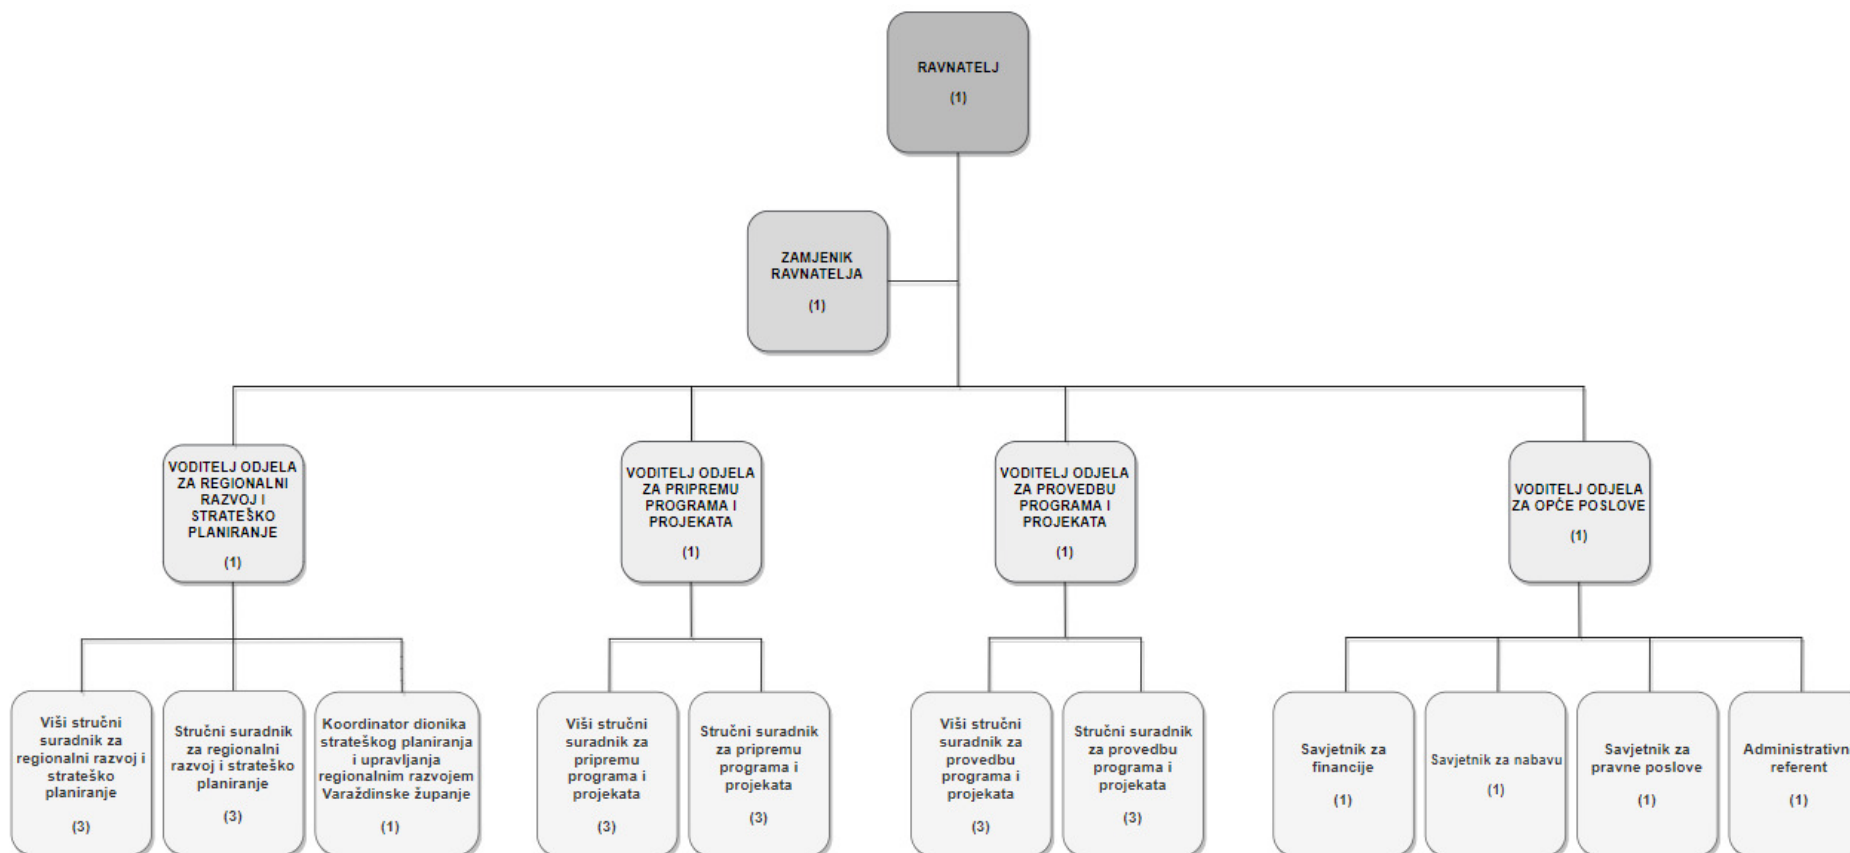 RAVNATELJ
(1)
ZAMJENIK
RAVNATELJA
(1)
VODITELJ ODJELA
ZA REGIONALNI
RAZVOJ I
STRATEŠKO
PLANIRANJE
(1)
VODITELJ ODJELA
ZA PRIPREMU
PROGRAMA I
PROJEKATA
(1)
VODITELJ ODJELA
ZA PROVEDBU
PROGRAMA I
PROJEKATA
(1)
VODITELJ ODJELA
ZA OPĆE POSLOVE
(1)
Viši stručni
suradnik za
regionalni razvoj i
strateško
planiranje
(3)
Stručni suradnik
za regionalni
razvoj i strateško
planiranje
(3)
Koordinator dionika
strateškog planiranja
i upravljanja
regionalnim razvojem
Varaždinske županje
(1)
Viši stručni
suradnik za
pripremu
programa i
projekata
(3)
Stručni suradnik
za pripremu
programa i
projekata
(3)
Viši stručni
suradnik za
provedbu
programa i
projekata
(3)
Stručni suradnik
za provedbu
programa i
projekata
(3)
Savjetnik za
financije
(1)
Savjetnik za nabavu
(1)
Savjetnik za
pravne poslove
(1)
Administrativn
referent
(1)